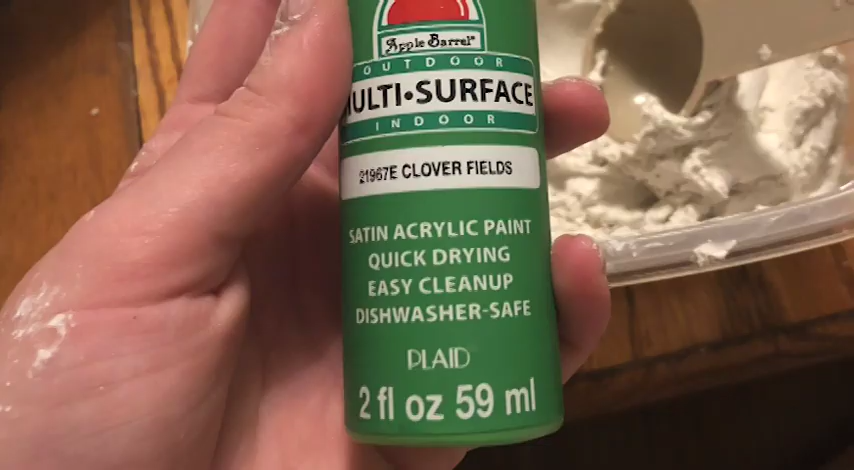 Apple Barrel
OUTDOOR
MULTI•SURFACE
INDOOR
21967E CLOVER FIELDS
SATIN ACRYLIC PAINT
QUICK DRYING
EASY CLEANUP
DISHWASHER-SAFE
PLAID
2 fl oz 59 ml